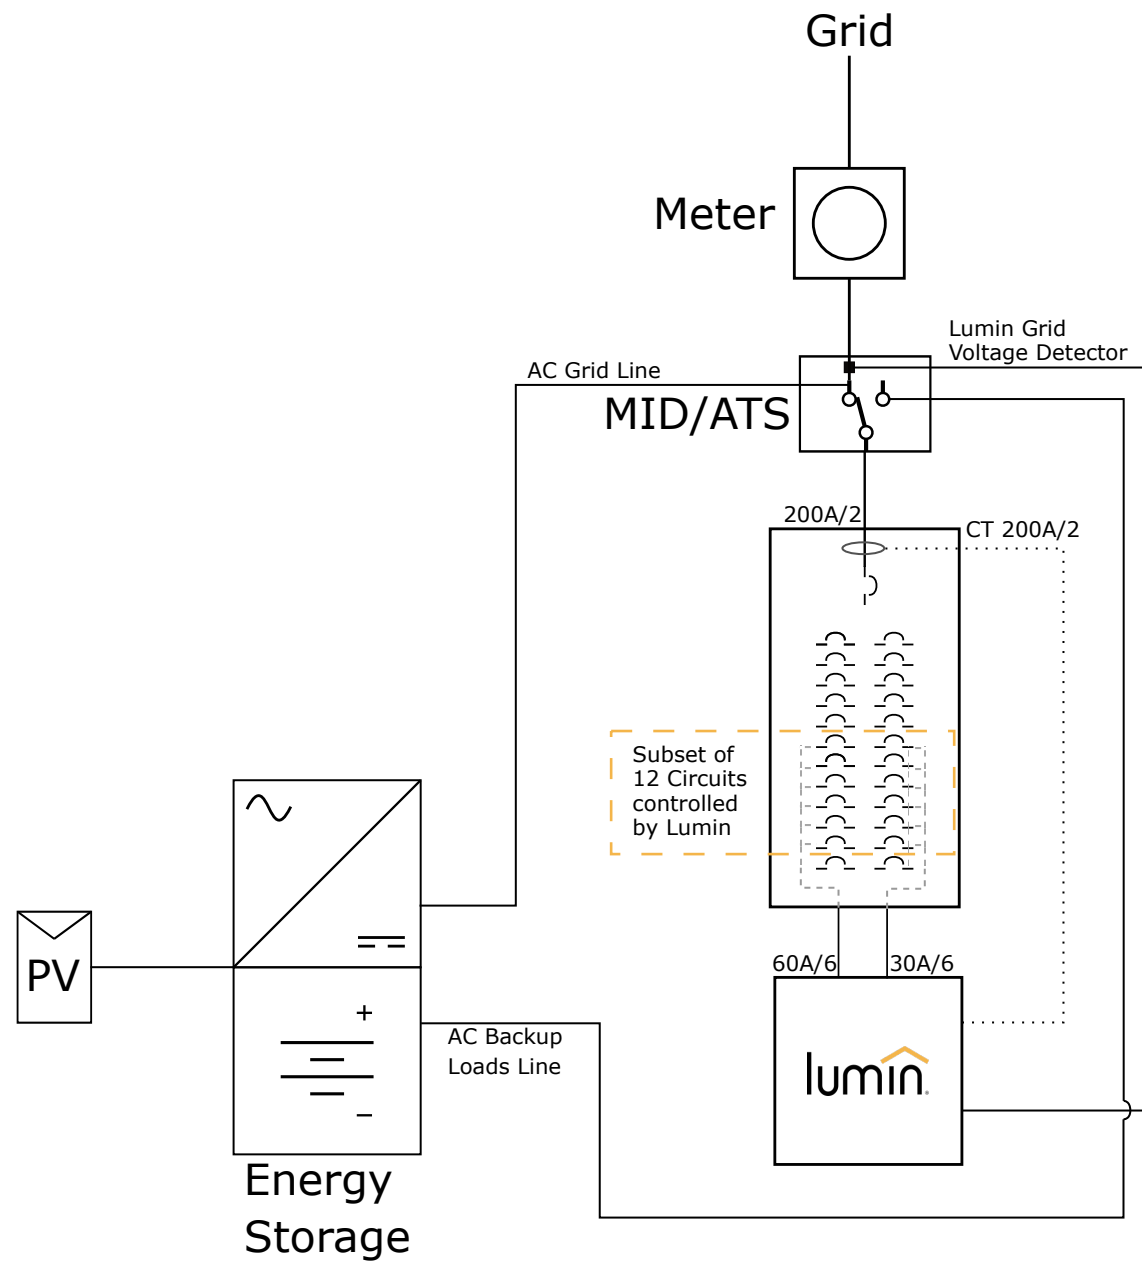 Grid
Meter
Lumin Grid
Voltage Detector
AC Grid Line
MID/ATS
200A/2
CT 200A/2
Subset of
12 Circuits
controlled
by Lumin
PV
60A/6
30A/6
+
AC Backup
Loads Line
−
lumin
Energy
Storage